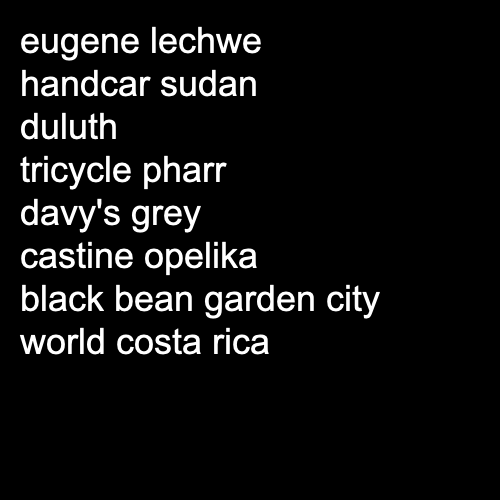 eugene lechwe
handcar sudan
duluth
tricycle pharr
davy's grey
castine opelika
black bean garden city
world costa rica